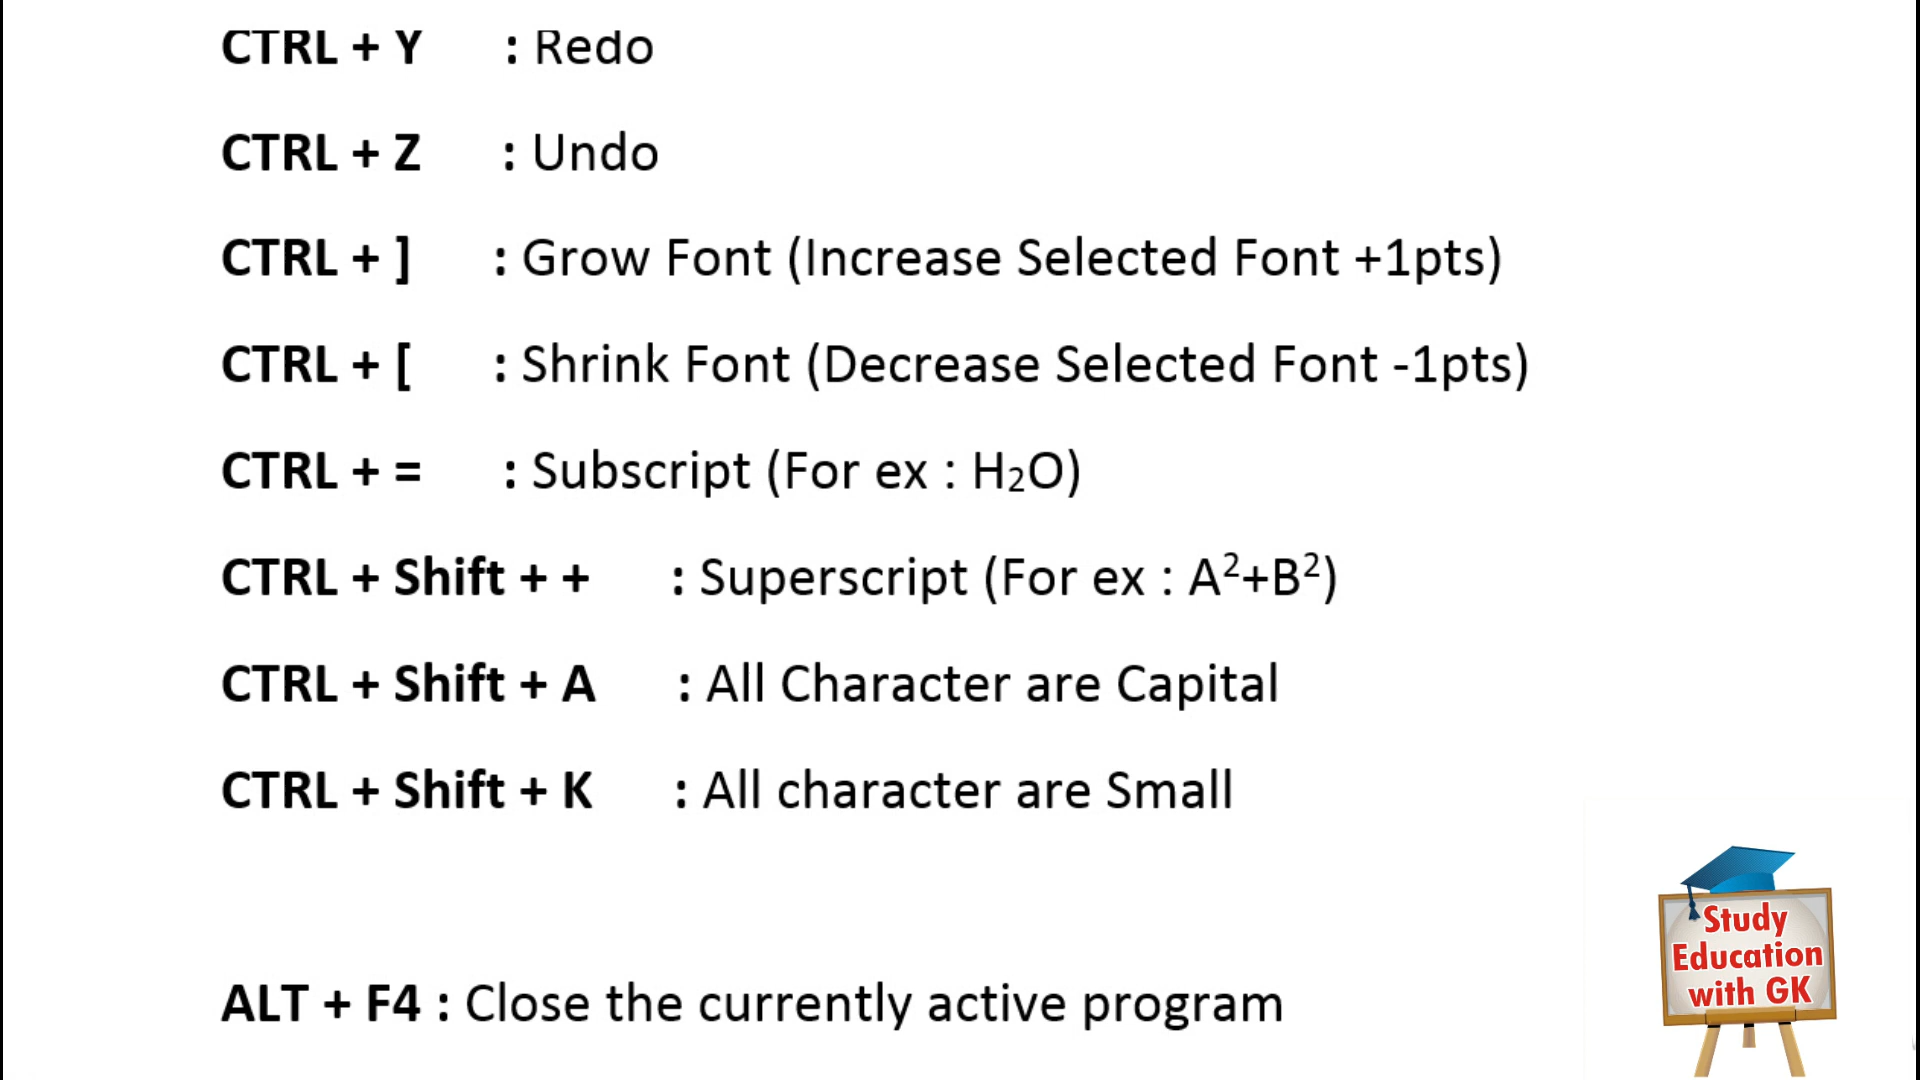 CTRL + Y : Redo
CTRL + Z : Undo
CTRL + ] : Grow Font (Increase Selected Font +1pts)
CTRL + [ : Shrink Font (Decrease Selected Font -1pts)
CTRL + = : Subscript (For ex : H₂O)
CTRL + Shift + + : Superscript (For ex : A²+B²)
CTRL + Shift + A : All Character are Capital
CTRL + Shift + K : All character are Small
ALT + F4 : Close the currently active program
Study
Education
with GK